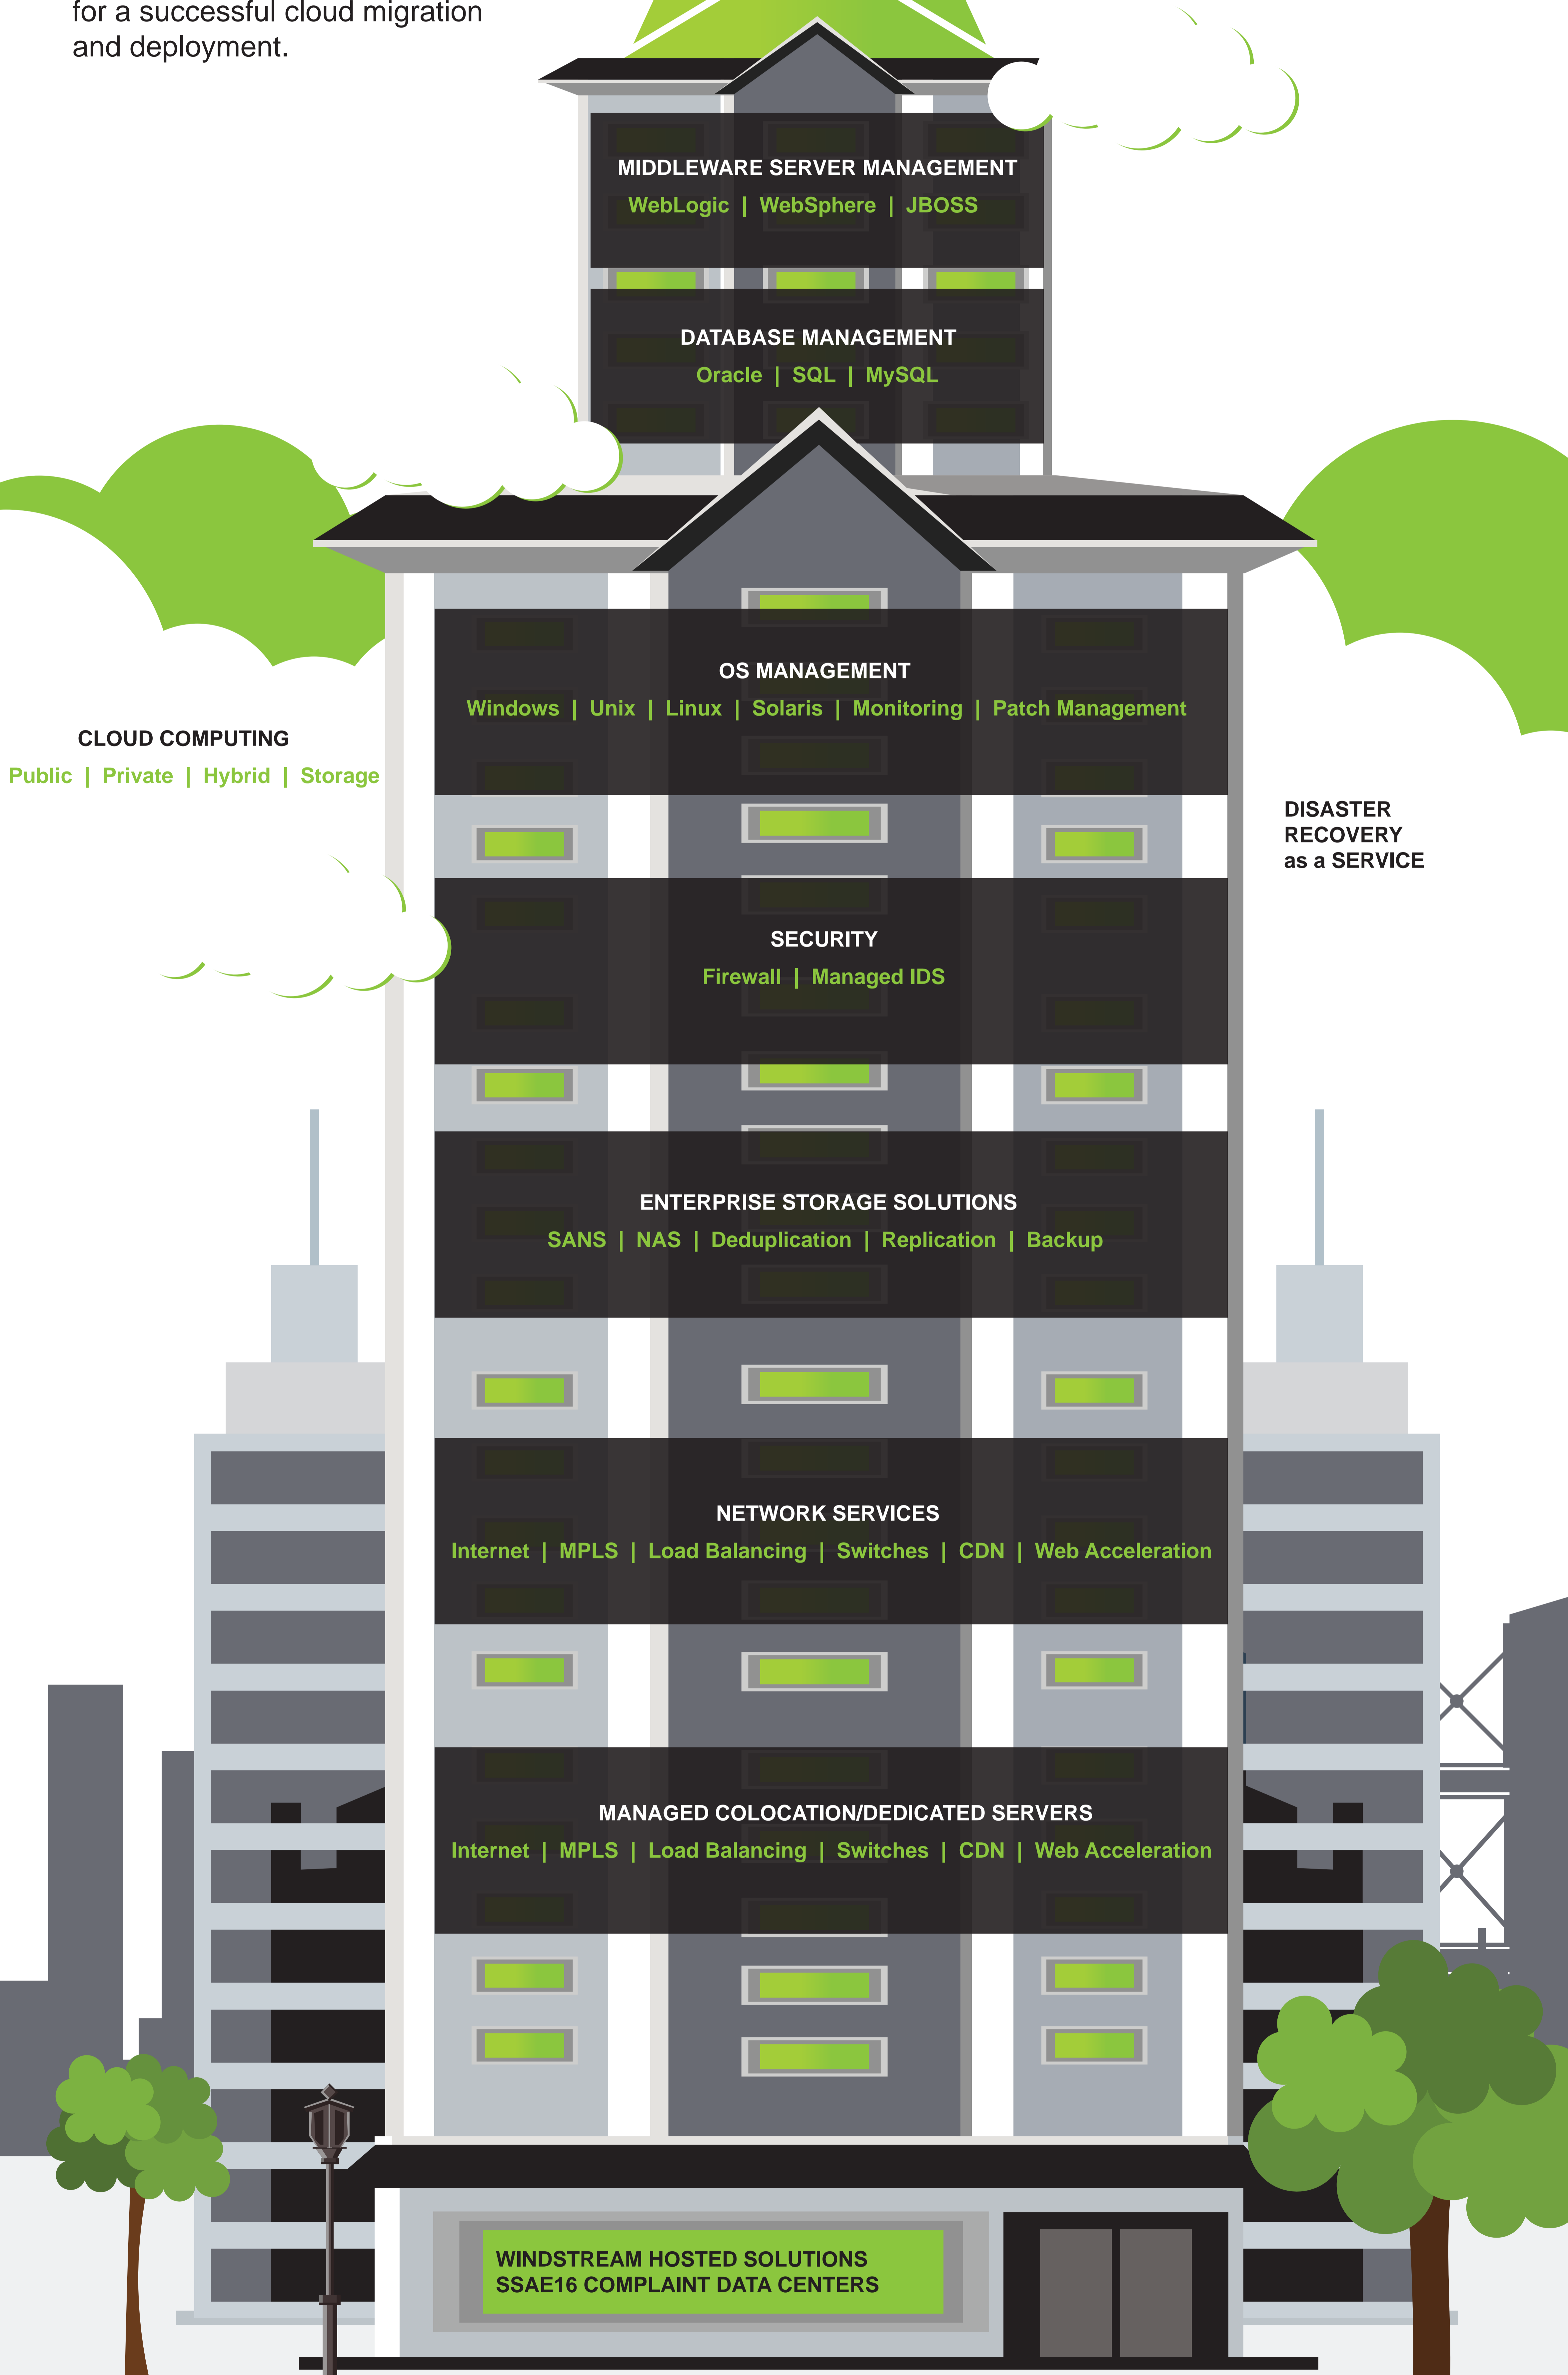 for a successful cloud migration
and deployment.
MIDDLEWARE SERVER MANAGEMENT
WebLogic | WebSphere | JBOSS
DATABASE MANAGEMENT
Oracle | SQL | MySQL
OS MANAGEMENT
Windows | Unix | Linux | Solaris | Monitoring | Patch Management
CLOUD COMPUTING
Public | Private | Hybrid | Storage
DISASTER
RECOVERY
as a SERVICE
SECURITY
Firewall | Managed IDS
ENTERPRISE STORAGE SOLUTIONS
SANS | NAS | Deduplication | Replication | Backup
NETWORK SERVICES
Internet | MPLS | Load Balancing | Switches | CDN | Web Acceleration
MANAGED COLOCATION/DEDICATED SERVERS
Internet | MPLS | Load Balancing | Switches | CDN | Web Acceleration
WINDSTREAM HOSTED SOLUTIONS
SSAE16 COMPLAINT DATA CENTERS